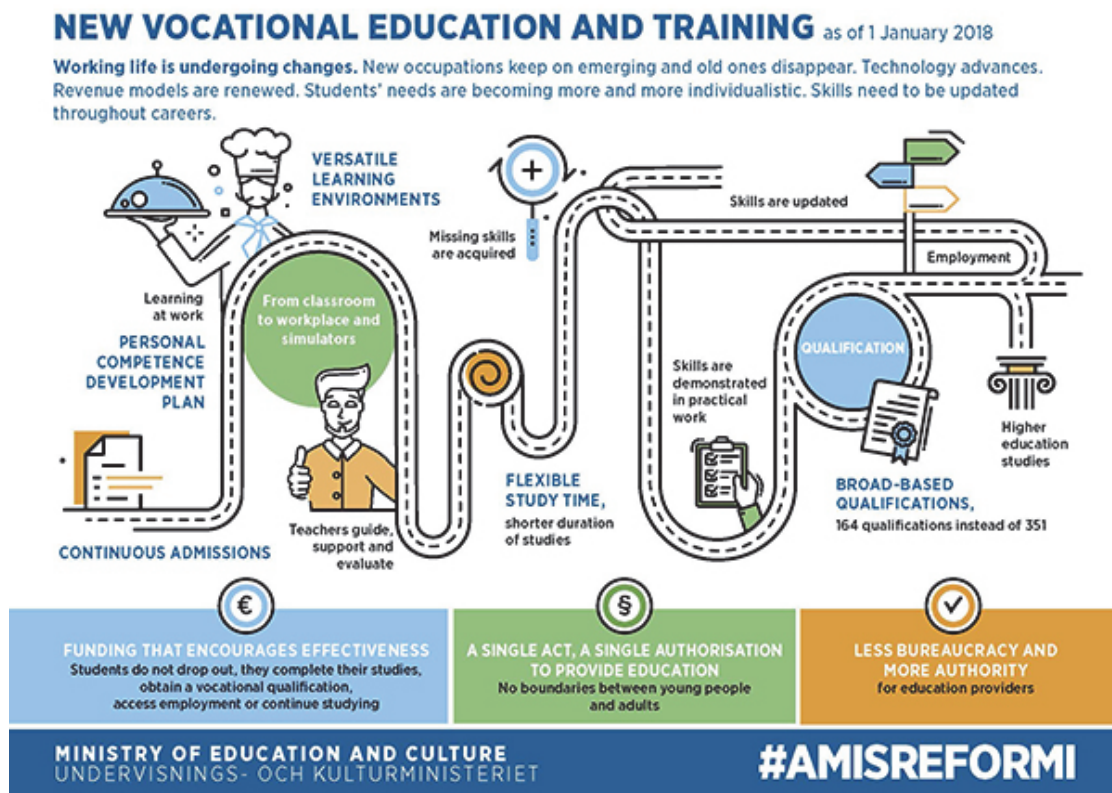 NEW VOCATIONAL EDUCATION AND TRAINING as of 1 January 2018
Working life is undergoing changes. New occupations keep on emerging and old ones disappear. Technology advances.
Revenue models are renewed. Students' needs are becoming more and more individualistic. Skills need to be updated
throughout careers.
VERSATILE
LEARNING
ENVIRONMENTS
Missing skills
are acquired
Skills are updated
Employment
Learning
at work
From classroom
to workplace and
simulators
PERSONAL
COMPETENCE
DEVELOPMENT
PLAN
Skills are
demonstrated
in practical
work
QUALIFICATION
Higher
education
studies
CONTINUOUS ADMISSIONS
Teachers guide,
support and
evaluate
FLEXIBLE
STUDY TIME,
shorter duration
of studies
BROAD-BASED
QUALIFICATIONS,
164 qualifications instead of 351
€
FUNDING THAT ENCOURAGES EFFECTIVENESS
Students do not drop out, they complete their studies,
obtain a vocational qualification,
access employment or continue studying
§
A SINGLE ACT, A SINGLE AUTHORISATION
TO PROVIDE EDUCATION
No boundaries between young people
and adults
LESS BUREAUCRACY AND
MORE AUTHORITY
for education providers
MINISTRY OF EDUCATION AND CULTURE
UNDERVISNINGS- OCH KULTURMINISTERIET
#AMISREFORMI